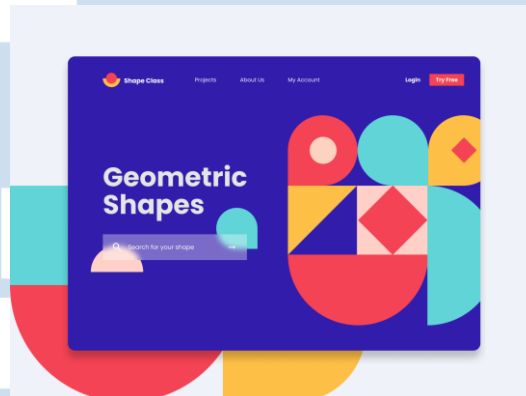 Shape Class
Projects
About Us
My Account
Login
Try Free
Geometric
Shapes
Search for your shape